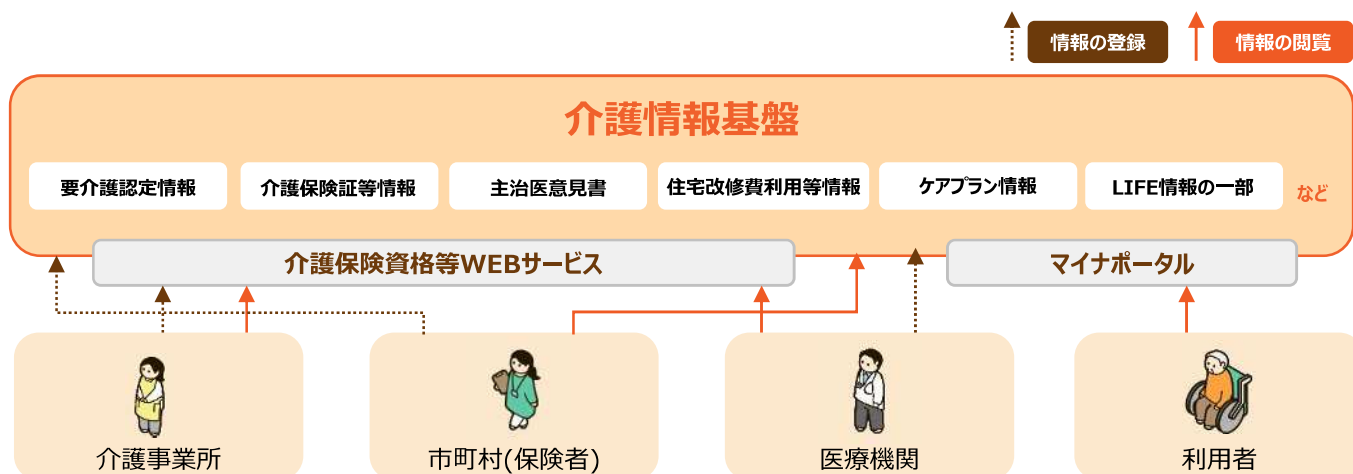 情報の登録
情報の閲覧
介護情報基盤
要介護認定情報
介護保険証等情報
主治医意見書
住宅改修費利用等情報
ケアプラン情報
LIFE情報の一部
など
介護保険資格等WEBサービス
マイナポータル
介護事業所
市町村(保険者)
医療機関
利用者